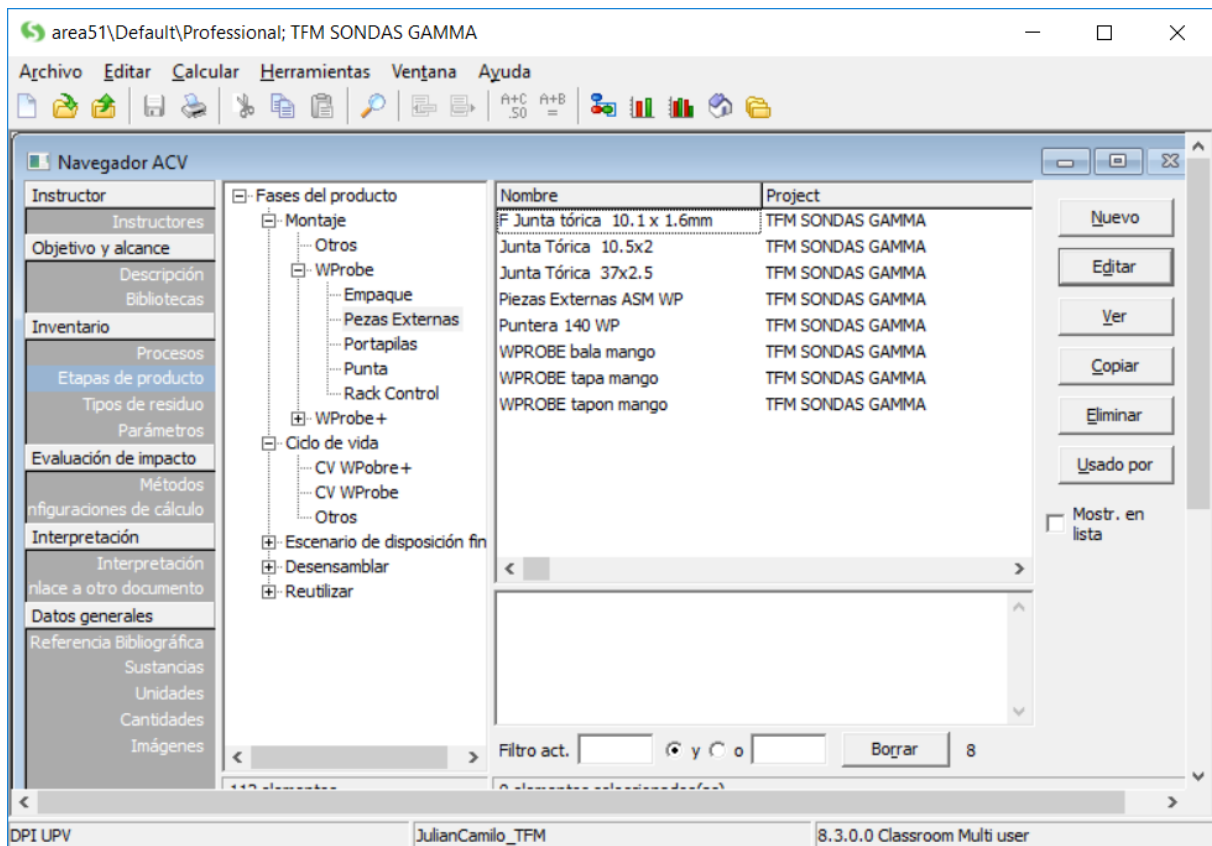 area51\Default\Professional; TFM SONDAS GAMMA
Archivo Editar Calcular Herramientas Ventana Ayuda
A+C .50 A+B =
Navegador ACV
Instructor
Instructores
Objetivo y alcance
Descripción
Bibliotecas
Inventario
Procesos
Etapas de producto
Tipos de residuo
Parámetros
Evaluación de impacto
Métodos
nfiguraciones de cálculo
Interpretación
Interpretación
nlace a otro documento
Datos generales
Referencia Bibliográfica
Sustancias
Unidades
Cantidades
Imágenes
Fases del producto
Montaje
Otros
WProbe
Empaque
Pezas Externas
Portapilas
Punta
Rack Control
WProbe+
Ciclo de vida
CV WPobre+
CV WProbe
Otros
Escenario de disposición fin
Desensamblar
Reutilizar
Nombre Project
F Junta tórica 10.1 x 1.6mm TFM SONDAS GAMMA
Junta Tórica 10.5x2 TFM SONDAS GAMMA
Junta Tórica 37x2.5 TFM SONDAS GAMMA
Piezas Externas ASM WP TFM SONDAS GAMMA
Puntera 140 WP TFM SONDAS GAMMA
WPROBE bala mango TFM SONDAS GAMMA
WPROBE tapa mango TFM SONDAS GAMMA
WPROBE tapon mango TFM SONDAS GAMMA
Nuevo
Editar
Ver
Copiar
Eliminar
Usado por
Mostr. en
lista
Filtro act. y o Borrar 8
DPI UPV JulianCamilo_TFM 8.3.0.0 Classroom Multi user